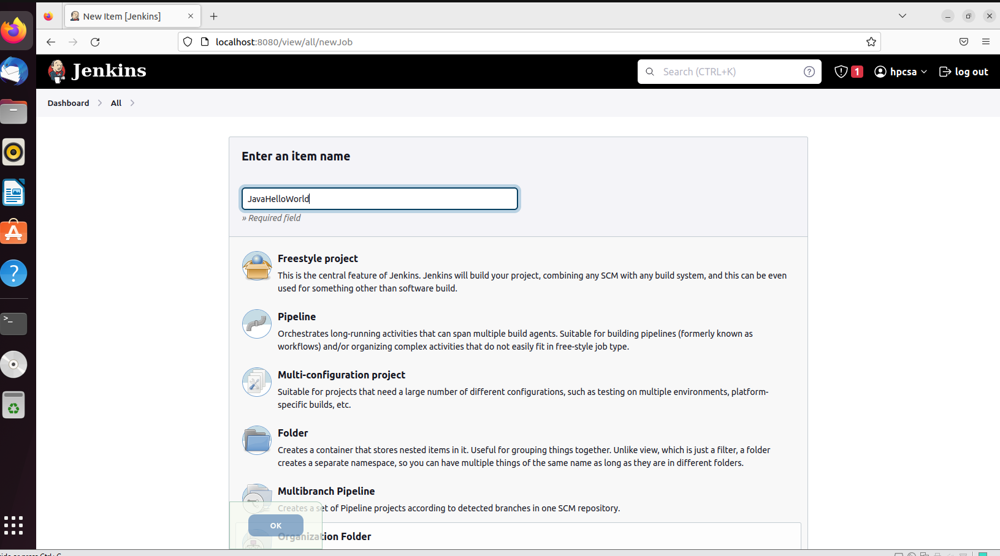 New Item [Jenkins]
localhost:8080/view/all/newJob
Jenkins
Search (CTRL+K)
1
hpcsa
log out
Dashboard
All
Enter an item name
JavaHelloWorld
» Required field
Freestyle project
This is the central feature of Jenkins. Jenkins will build your project, combining any SCM with any build system, and this can be even
used for something other than software build.
Pipeline
Orchestrates long-running activities that can span multiple build agents. Suitable for building pipelines (formerly known as
workflows) and/or organizing complex activities that do not easily fit in free-style job type.
Multi-configuration project
Suitable for projects that need a large number of different configurations, such as testing on multiple environments, platform-
specific builds, etc.
Folder
Creates a container that stores nested items in it. Useful for grouping things together. Unlike view, which is just a filter, a folder
creates a separate namespace, so you can have multiple things of the same name as long as they are in different folders.
Multibranch Pipeline
Creates a set of Pipeline projects according to detected branches in one SCM repository.
OK
Organization Folder